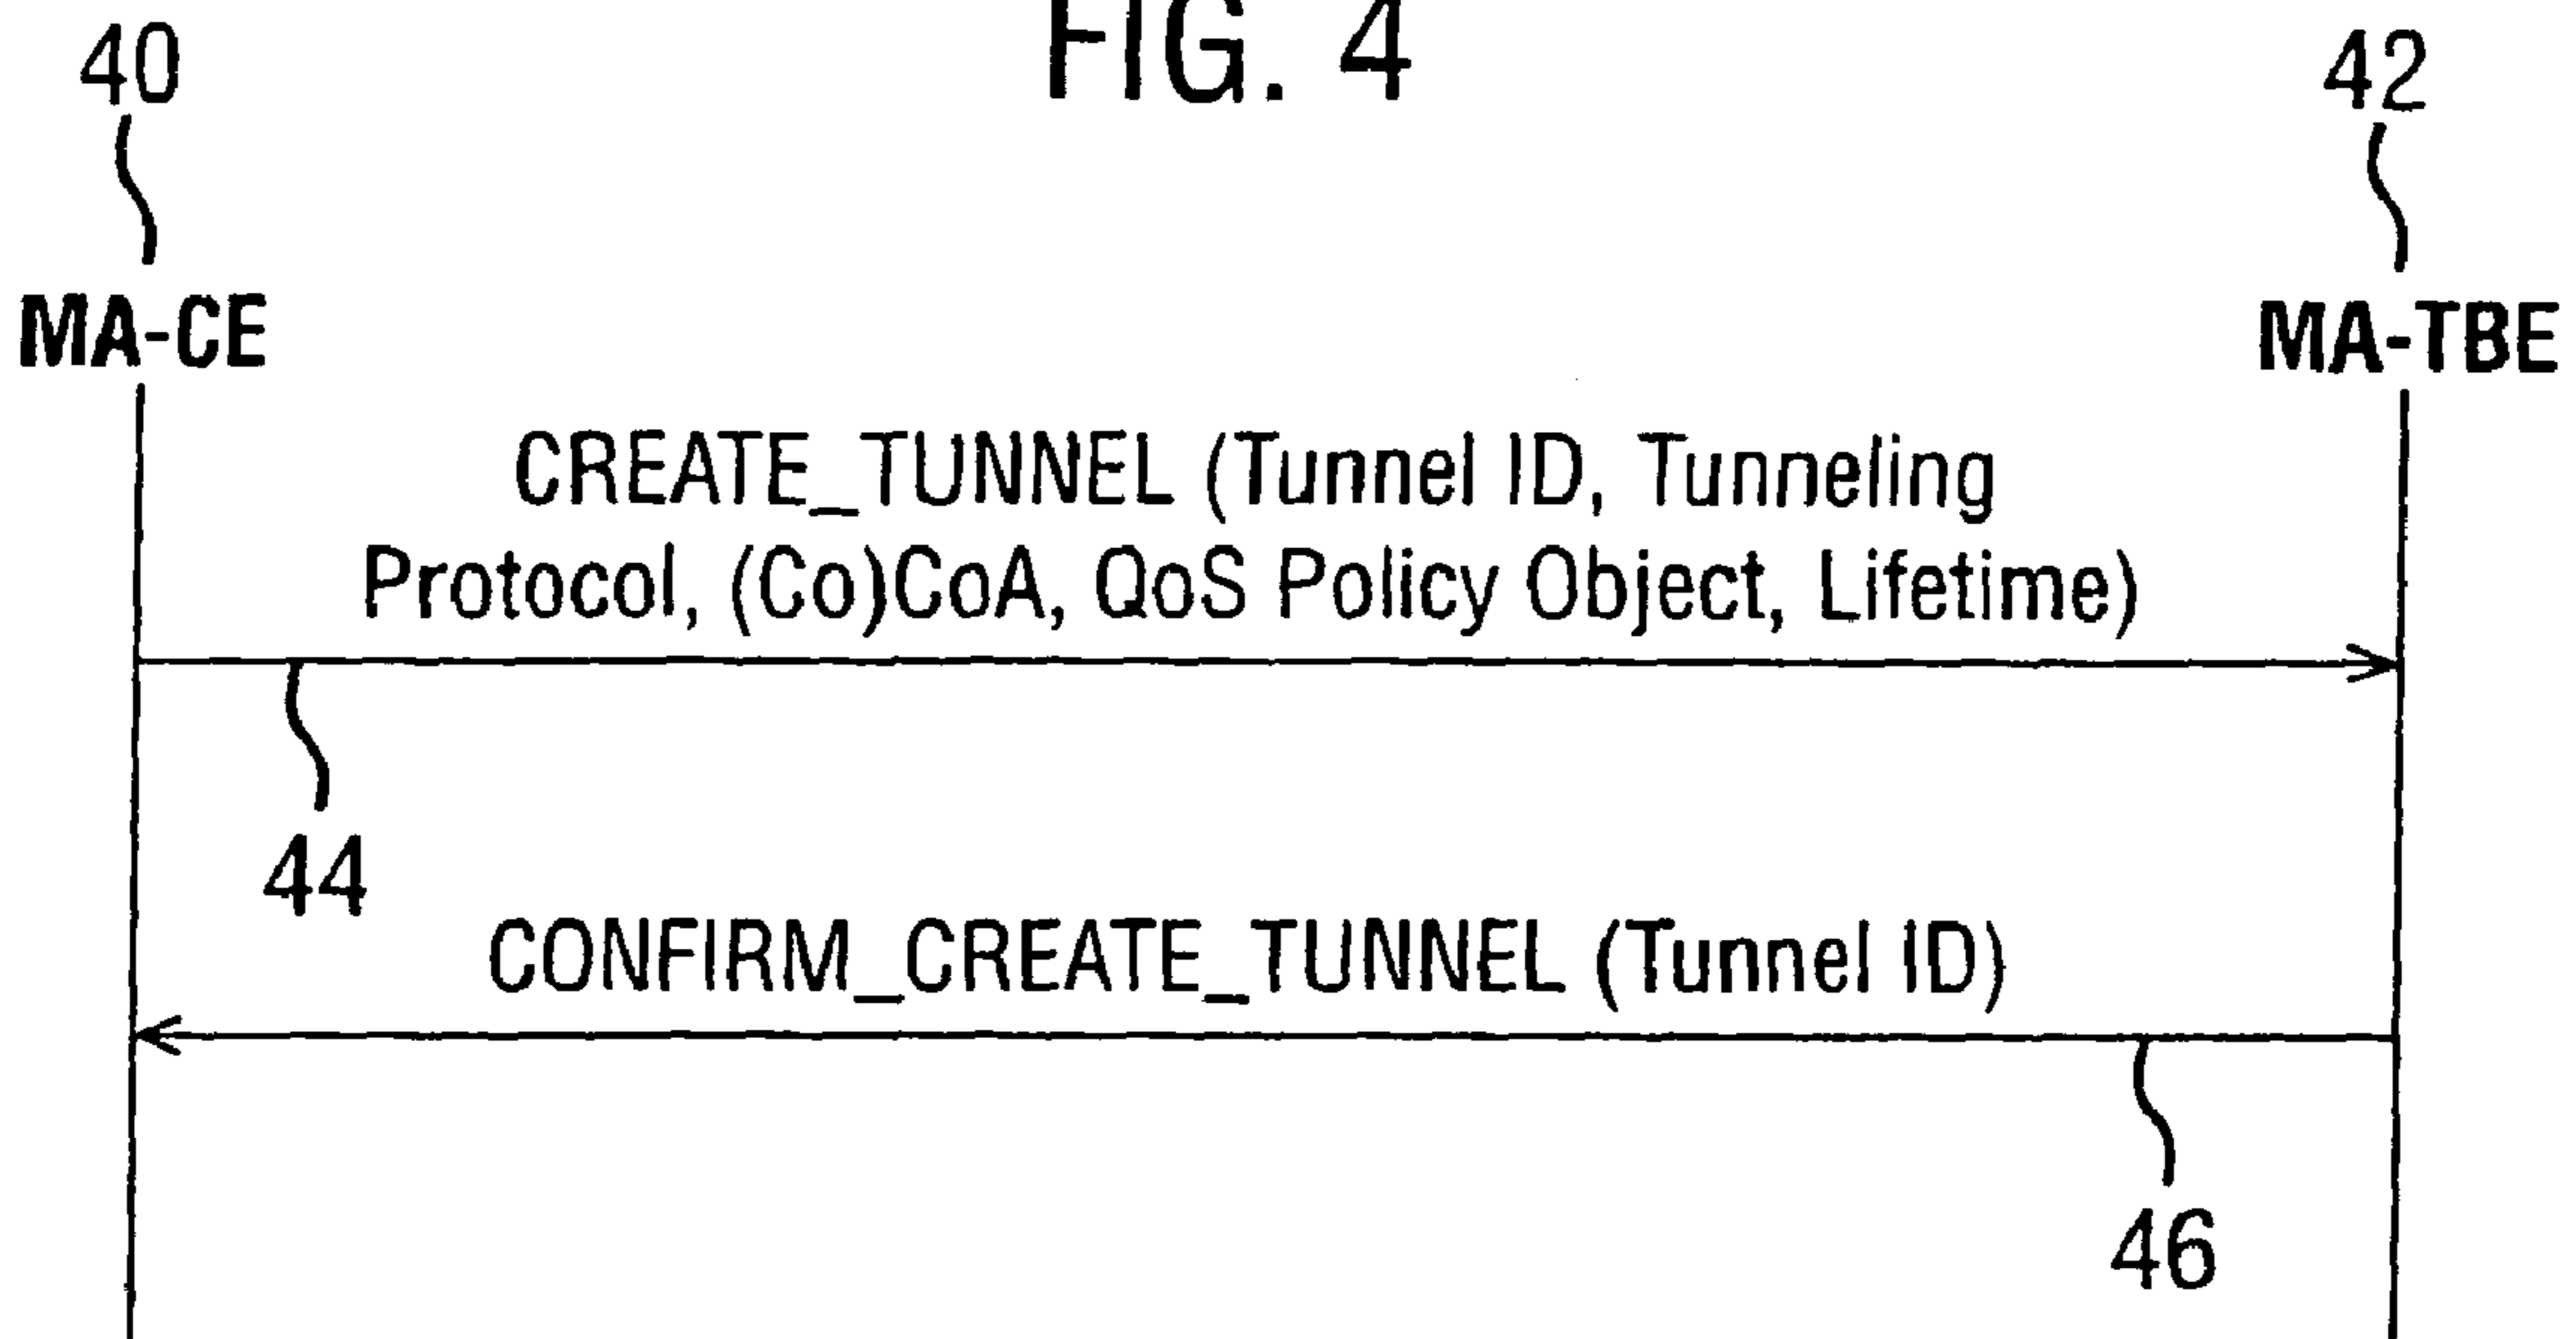 FIG. 4
40
42
MA-CE
MA-TBE
CREATE_TUNNEL (Tunnel ID, Tunneling
Protocol, (Co)CoA, QoS Policy Object, Lifetime)
44
CONFIRM_CREATE_TUNNEL (Tunnel ID)
46